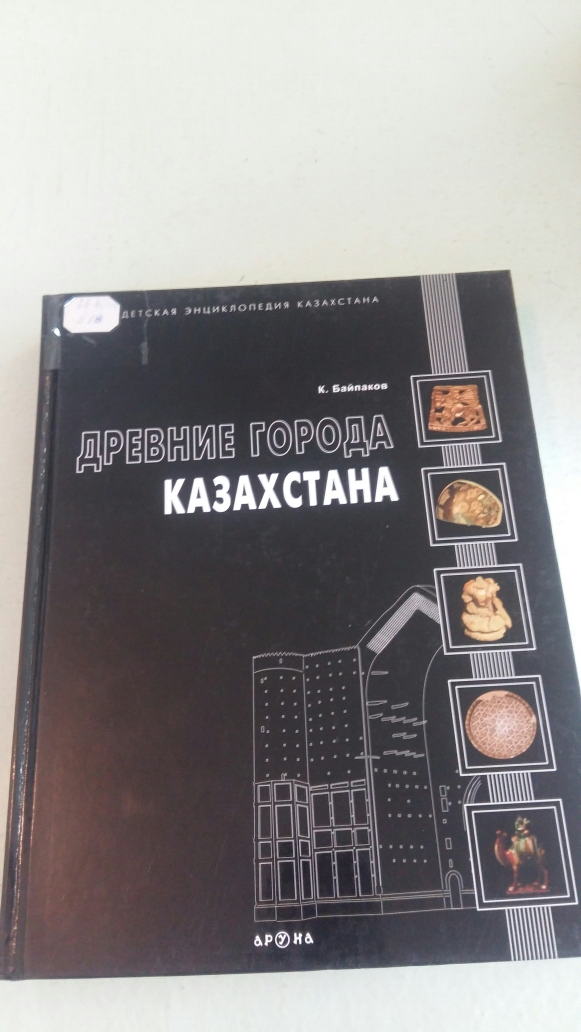 ДЕТСКАЯ ЭНЦИКЛОПЕДИЯ КАЗАХСТАНА
К. Байпаков
ДРЕВНИЕ ГОРОДА
КАЗАХСТАНА
АРУНА